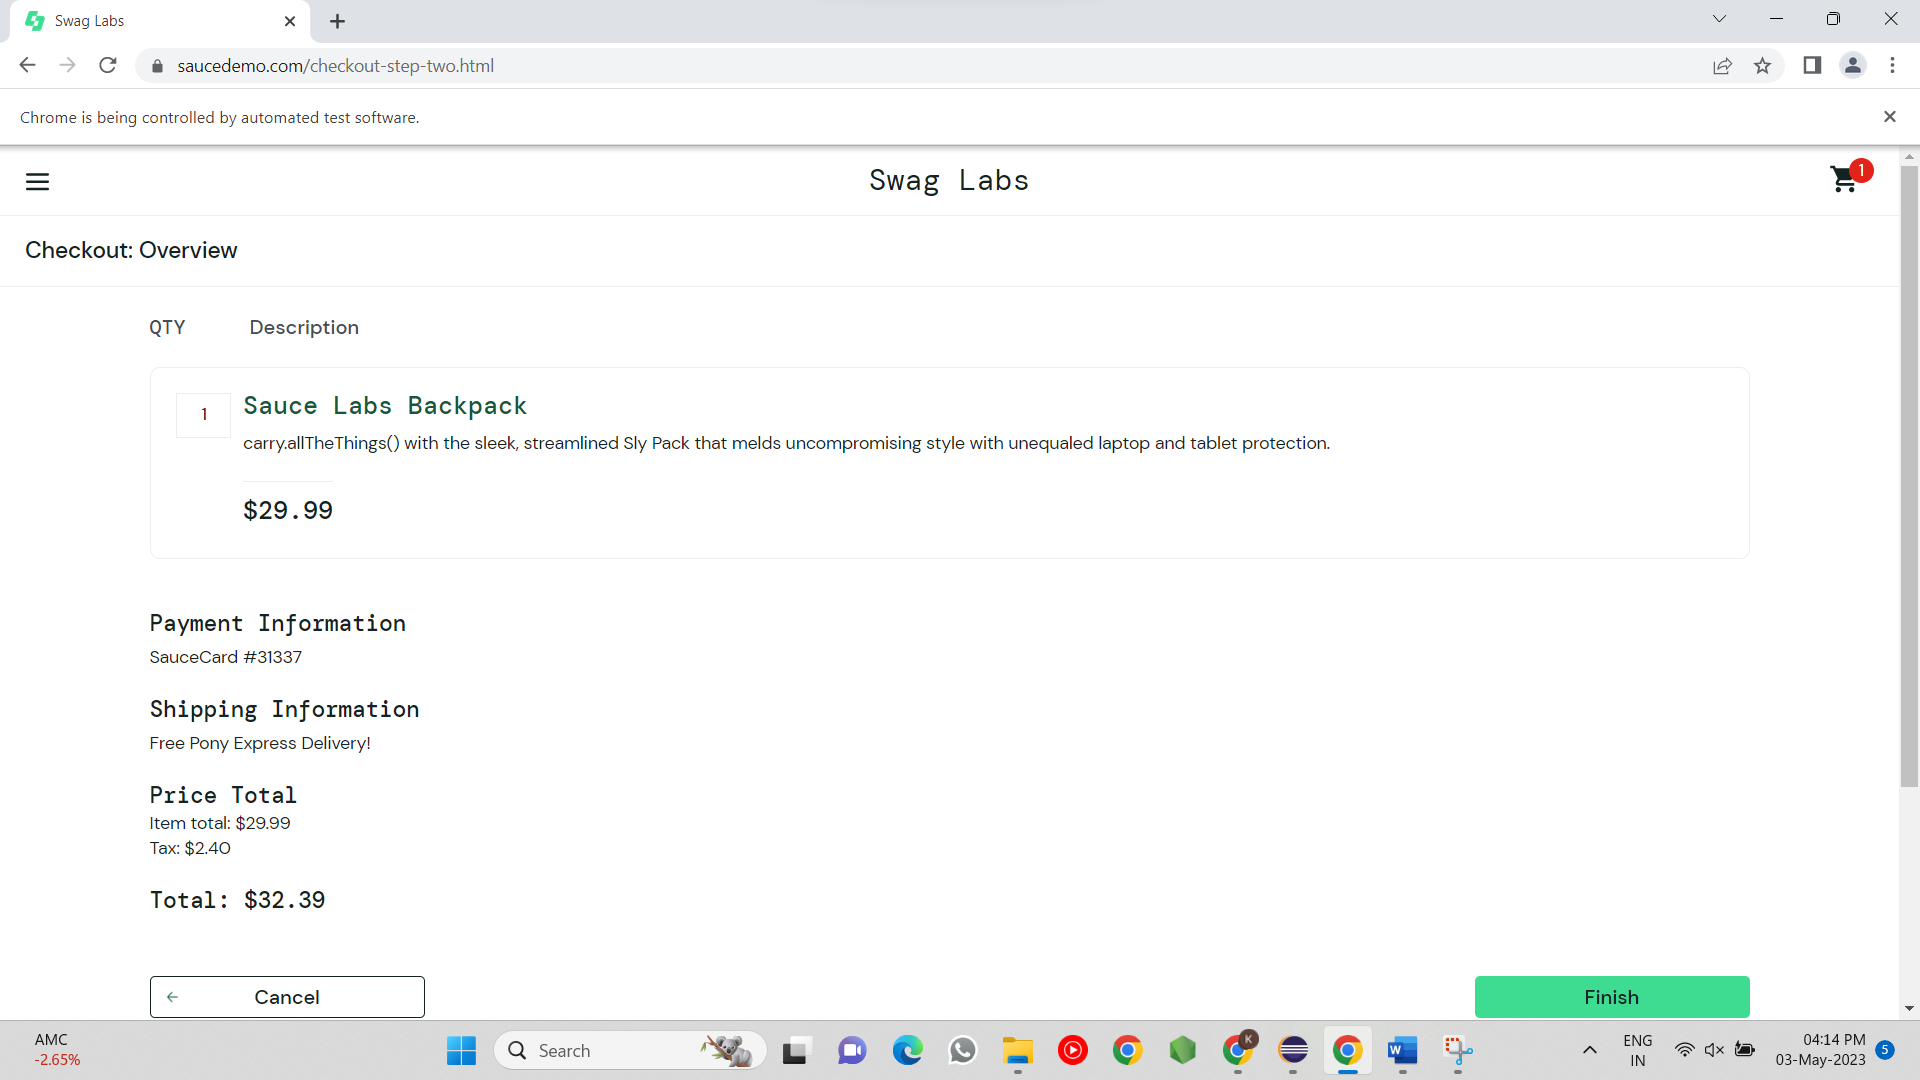 Swag Labs
saucedemo.com/checkout-step-two.html
Chrome is being controlled by automated test software.
Swag Labs
1
Checkout: Overview
QTY Description
1 Sauce Labs Backpack
carry.allTheThings() with the sleek, streamlined Sly Pack that melds uncompromising style with unequaled laptop and tablet protection.
$29.99
Payment Information
SauceCard #31337
Shipping Information
Free Pony Express Delivery!
Price Total
Item total: $29.99
Tax: $2.40
Total: $32.39
Cancel
Finish
AMC
-2.65%
Search
K
W
ENG
IN
04:14 PM
03-May-2023
5